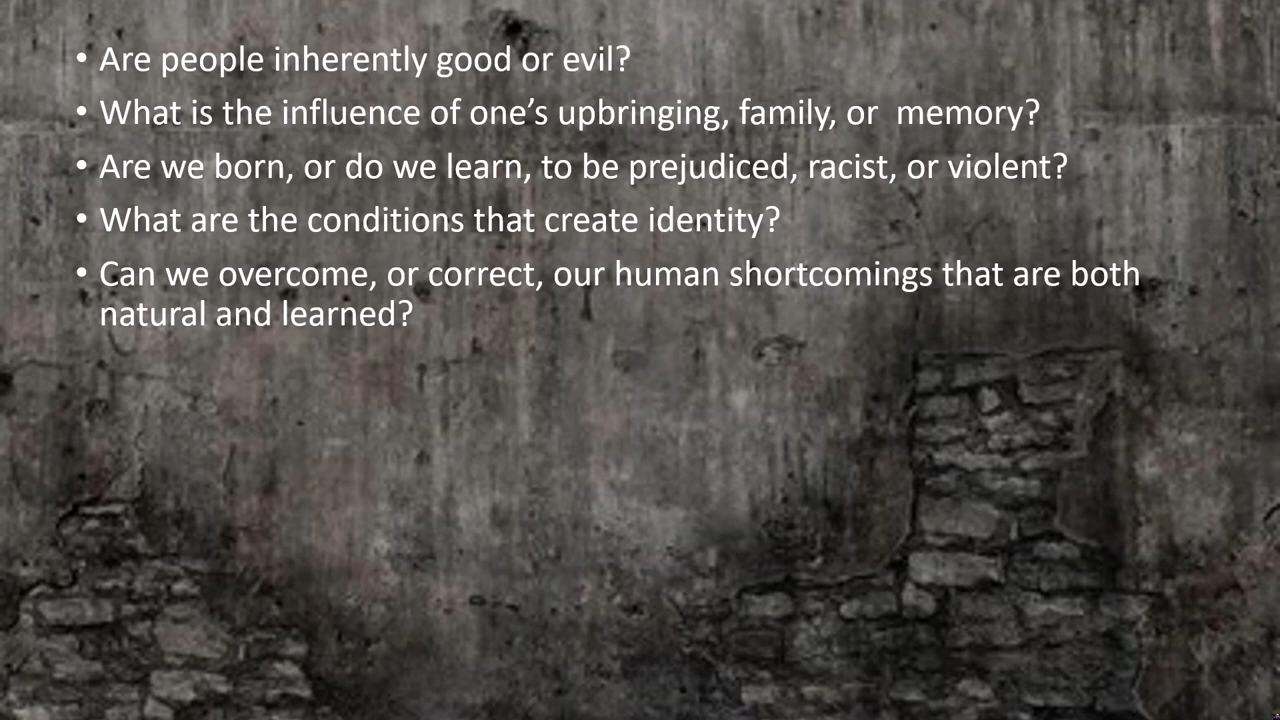 • Are people inherently good or evil?
• What is the influence of one’s upbringing, family, or  memory?
• Are we born, or do we learn, to be prejudiced, racist, or violent?
• What are the conditions that create identity?
• Can we overcome, or correct, our human shortcomings that are both
natural and learned?